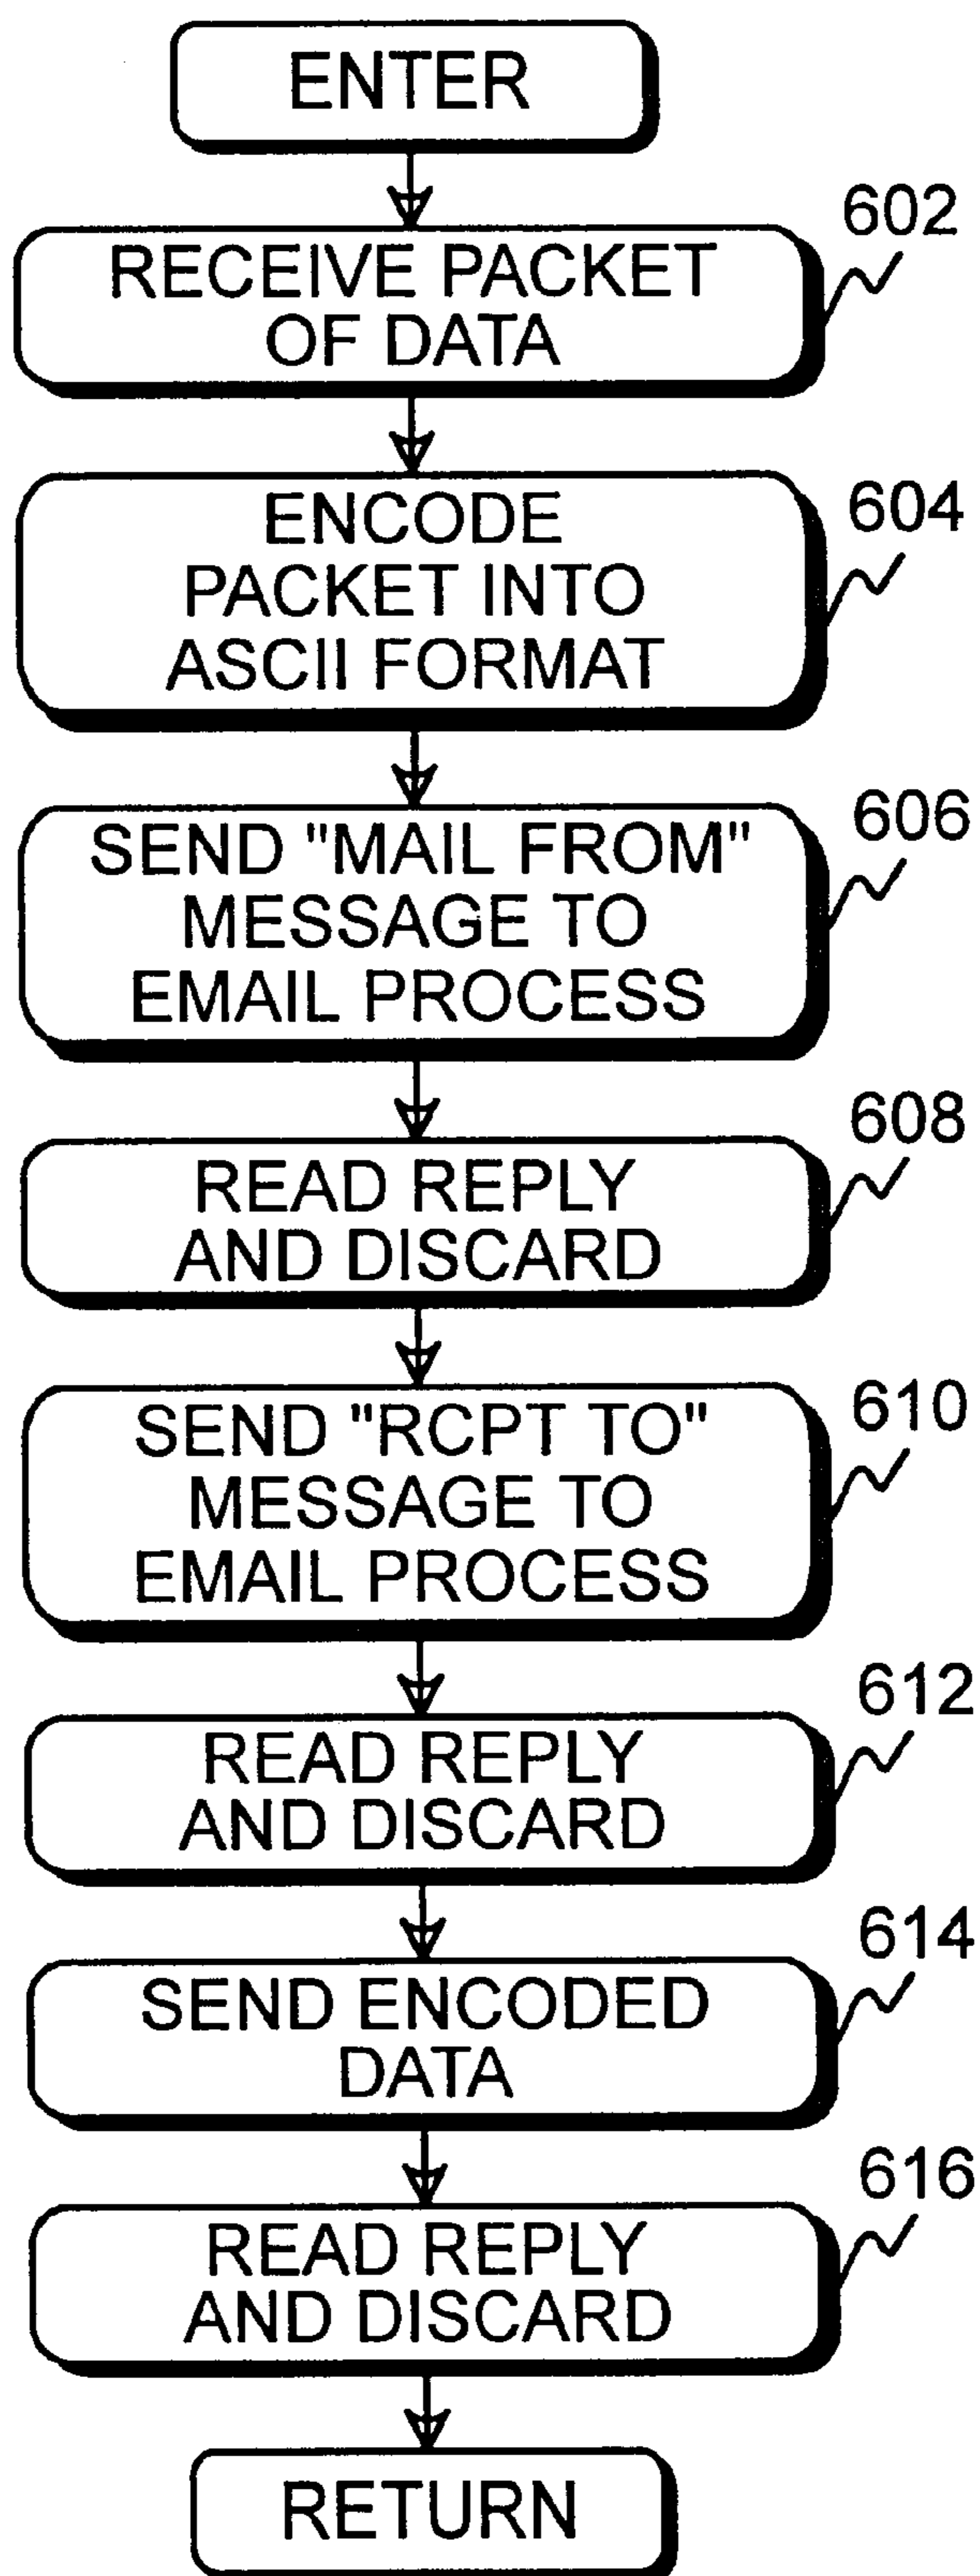 ENTER
602
RECEIVE PACKET
OF DATA
604
ENCODE
PACKET INTO
ASCII FORMAT
606
SEND "MAIL FROM"
MESSAGE TO
EMAIL PROCESS
608
READ REPLY
AND DISCARD
610
SEND "RCPT TO"
MESSAGE TO
EMAIL PROCESS
612
READ REPLY
AND DISCARD
614
SEND ENCODED
DATA
616
READ REPLY
AND DISCARD
RETURN